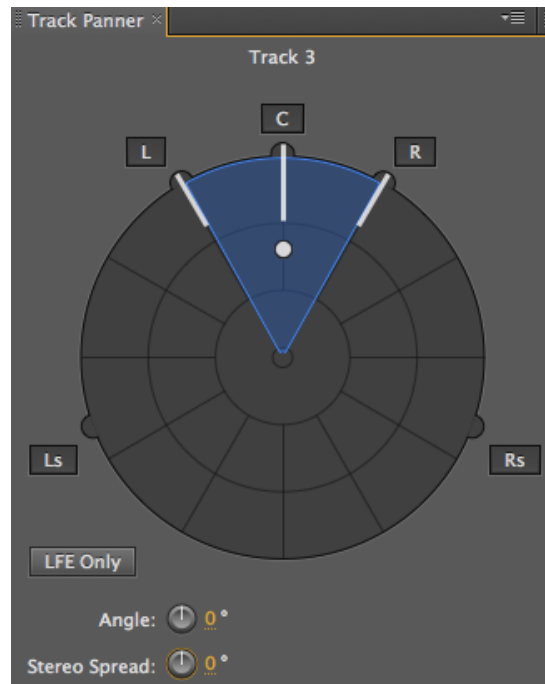 Track Panner ×
Track 3
C
L
R
Ls
Rs
LFE Only
Angle: 0°
Stereo Spread: 0°